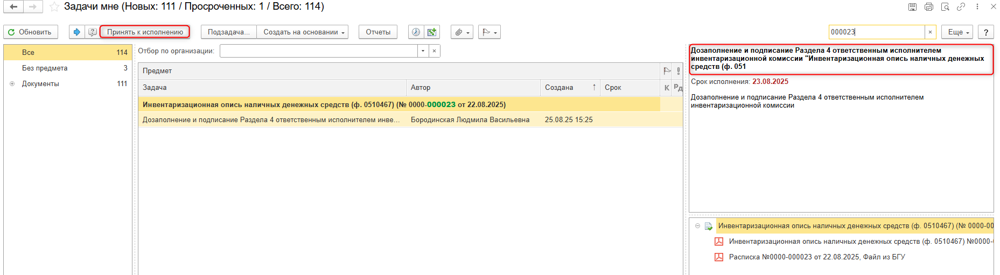 Задачи мне (Новых: 111 / Просроченных: 1 / Всего: 114)
Обновить
Принять к исполнению
Подзадача...
Создать на основании
Отчеты
000023
×
Еще
?
Все 114
Без предмета 3
Документы 111
Отбор по организации:
×
Предмет
Задача Автор Создана ↑ Срок К Рд
Инвентаризационная опись наличных денежных средств (ф. 0510467) (№ 0000-000023 от 22.08.2025)
Дозаполнение и подписание Раздела 4 ответственным исполнителем инве... Бородинская Людмила Васильевна 25.08.25 15:25
Дозаполнение и подписание Раздела 4 ответственным исполнителем
инвентаризационной комиссии "Инвентаризационная опись наличных денежных
средств (ф. 051
Срок исполнения: 23.08.2025
Дозаполнение и подписание Раздела 4 ответственным исполнителем
инвентаризационной комиссии
Инвентаризационная опись наличных денежных средств (ф. 0510467) (№ 0000-00
Инвентаризационная опись наличных денежных средств (ф. 0510467) №0000-
Расписка №0000-000023 от 22.08.2025, Файл из БГУ